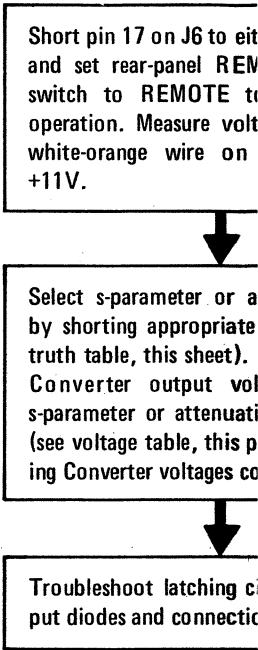 Short pin 17 on J6 to eit
and set rear-panel REM
switch to REMOTE to
operation. Measure volt
white-orange wire on
+11V.
Select s-parameter or a
by shorting appropriate
truth table, this sheet).
Converter output vol
s-parameter or attenuati
(see voltage table, this p
ing Converter voltages co
Troubleshoot latching ci
put diodes and connectio